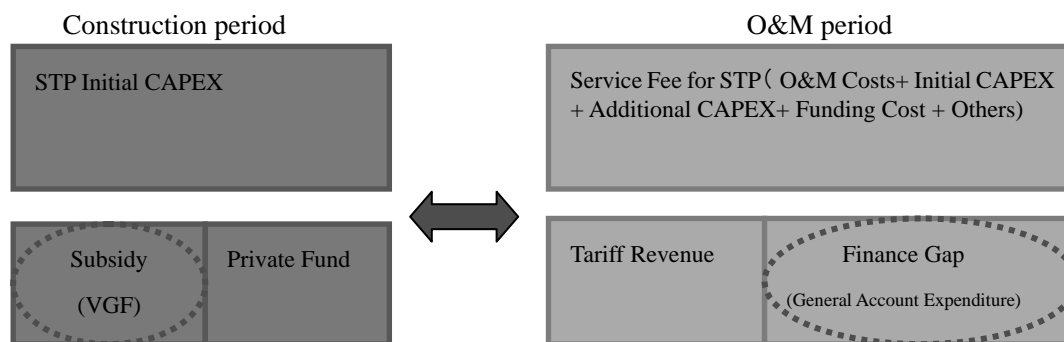 Construction period
STP Initial CAPEX
Subsidy
(VGF)
Private Fund
O&M period
Service Fee for STP（ O&M Costs+ Initial CAPEX
+ Additional CAPEX+ Funding Cost + Others)
Tariff Revenue
Finance Gap
(General Account Expenditure)